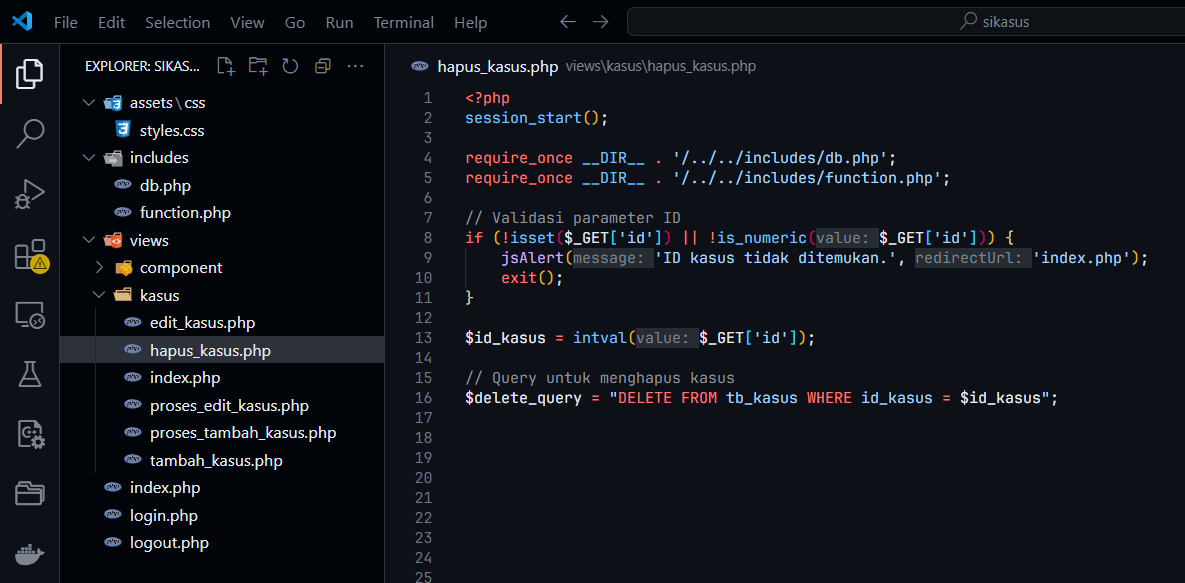 File Edit Selection View Go Run Terminal Help
sikasus
EXPLORER: SIKAS...
assets\css
styles.css
includes
db.php
function.php
views
component
kasus
edit_kasus.php
hapus_kasus.php
index.php
proses_edit_kasus.php
proses_tambah_kasus.php
tambah_kasus.php
index.php
login.php
logout.php
hapus_kasus.php views\kasus\hapus_kasus.php
1 <?php
2 session_start();
3
4 require_once __DIR__ . '/../../includes/db.php';
5 require_once __DIR__ . '/../../includes/function.php';
6
7 // Validasi parameter ID
8 if (!isset($_GET['id']) || !is_numeric(value: $_GET['id'])) {
9 jsAlert(message: 'ID kasus tidak ditemukan.', redirectUrl: 'index.php');
10 exit();
11 }
12
13 $id_kasus = intval(value: $_GET['id']);
14
15 // Query untuk menghapus kasus
16 $delete_query = "DELETE FROM tb_kasus WHERE id_kasus = $id_kasus";
17
18
19
20
21
22
23
24
25